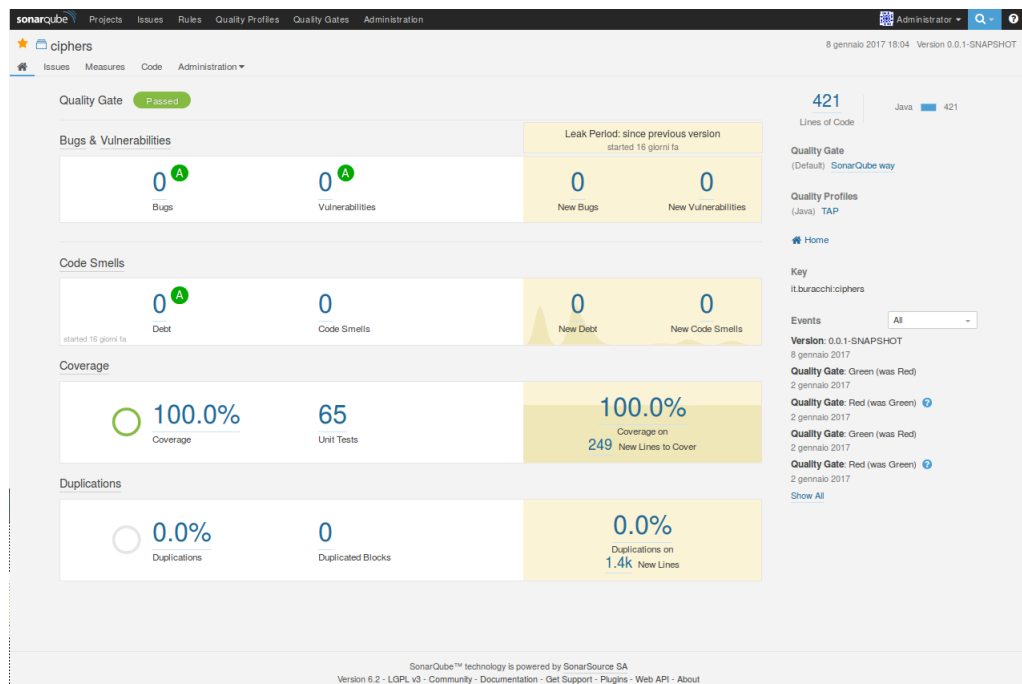 sonarqube Projects Issues Rules Quality Profiles Quality Gates Administration Administrator ?
ciphers 8 gennaio 2017 18:04 Version 0.0.1-SNAPSHOT
Issues Measures Code Administration
Quality Gate Passed
Bugs & Vulnerabilities
Leak Period: since previous version
started 16 giorni fa
0 A 0 A 0 0
Bugs Vulnerabilities New Bugs New Vulnerabilities
Code Smells
0 A 0 0 0
Debt Code Smells New Debt New Code Smells
started 16 giorni fa
Coverage
100.0% 65 100.0%
Coverage Unit Tests Coverage on
249 New Lines to Cover
Duplications
0.0% 0 0.0%
Duplications Duplicated Blocks Duplications on
1.4k New Lines
421 Java 421
Lines of Code
Quality Gate
(Default) SonarQube way
Quality Profiles
(Java) TAP
Home
Key
it.buracchi:ciphers
Events All
Version: 0.0.1-SNAPSHOT
8 gennaio 2017
Quality Gate: Green (was Red)
2 gennaio 2017
Quality Gate: Red (was Green) ?
2 gennaio 2017
Quality Gate: Green (was Red)
2 gennaio 2017
Quality Gate: Red (was Green) ?
2 gennaio 2017
Show All
SonarQube™ technology is powered by SonarSource SA
Version 6.2 - LGPL v3 - Community - Documentation - Get Support - Plugins - Web API - About